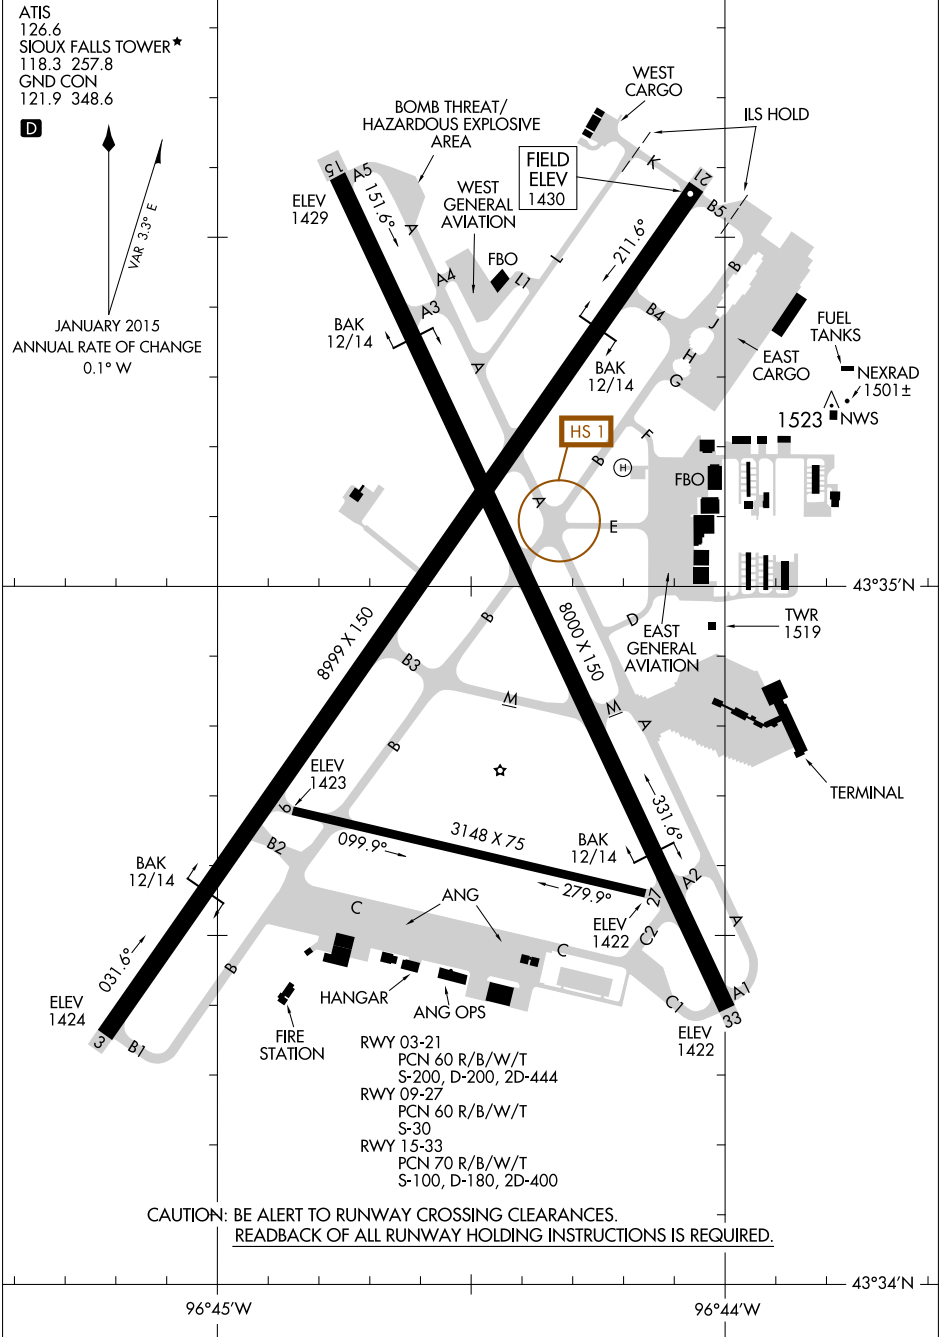 ATIS
126.6
SIOUX FALLS TOWER★
118.3 257.8
GND CON
121.9 348.6
D
VAR 3.3° E
JANUARY 2015
ANNUAL RATE OF CHANGE
0.1° W
WEST
CARGO
BOMB THREAT/
HAZARDOUS EXPLOSIVE
AREA
ILS HOLD
FIELD
ELEV
1430
K
15
A5
21
B5
ELEV
1429
151.6°
WEST
GENERAL
AVIATION
A
211.6°
L
FBO
L1
A4
A3
B
B4
J
BAK
12/14
FUEL
TANKS
H
EAST
CARGO
NEXRAD
1501±
A
BAK
12/14
G
1523
NWS
HS 1
F
B
H
FBO
A
E
43°35'N
8999 X 150
8000 X 150
B
D
TWR
1519
EAST
GENERAL
AVIATION
B3
M
M
A
B
ELEV
1423
TERMINAL
9
331.6°
3148 X 75
099.9°
BAK
12/14
B2
BAK
12/14
279.9°
27
A2
ANG
C
ELEV
1422
C2
A
031.6°
B
C
HANGAR
ANG OPS
C1
A1
33
ELEV
1424
3
B1
FIRE
STATION
ELEV
1422
RWY 03-21
PCN 60 R/B/W/T
S-200, D-200, 2D-444
RWY 09-27
PCN 60 R/B/W/T
S-30
RWY 15-33
PCN 70 R/B/W/T
S-100, D-180, 2D-400
CAUTION: BE ALERT TO RUNWAY CROSSING CLEARANCES.
READBACK OF ALL RUNWAY HOLDING INSTRUCTIONS IS REQUIRED.
43°34'N
96°45'W
96°44'W